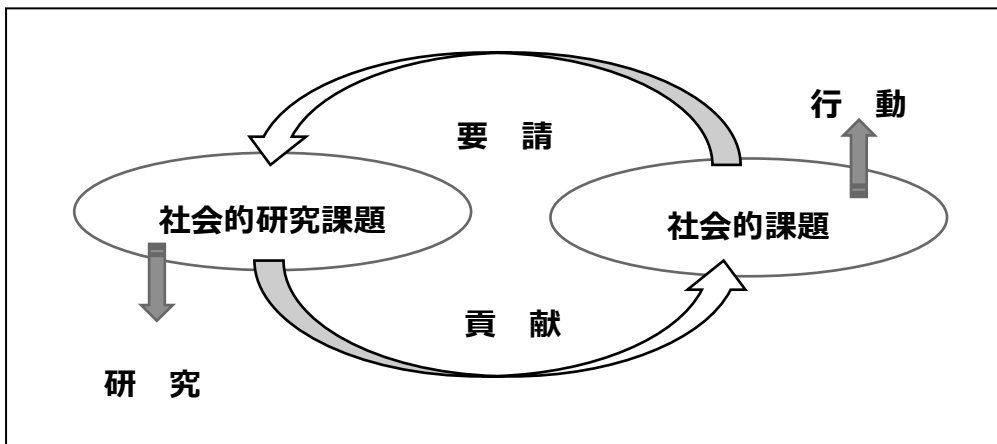 行 動
要 請
社会的研究課題
社会的課題
貢 献
研 究